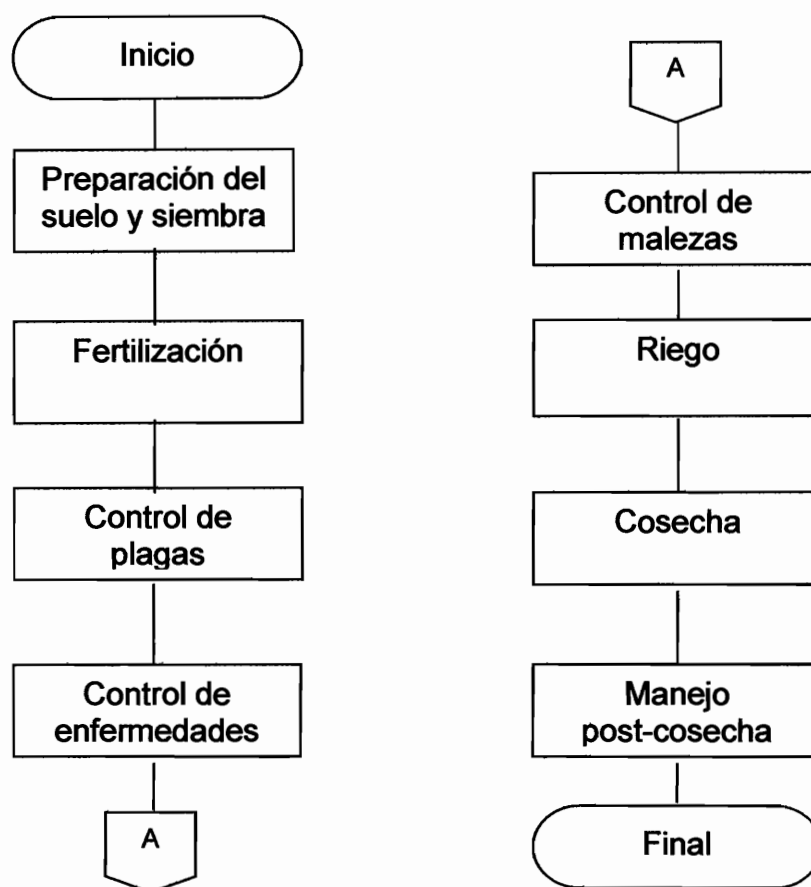 Inicio
Preparación del
suelo y siembra
Fertilización
Control de
plagas
Control de
enfermedades
A
A
Control de
malezas
Riego
Cosecha
Manejo
post-cosecha
Final